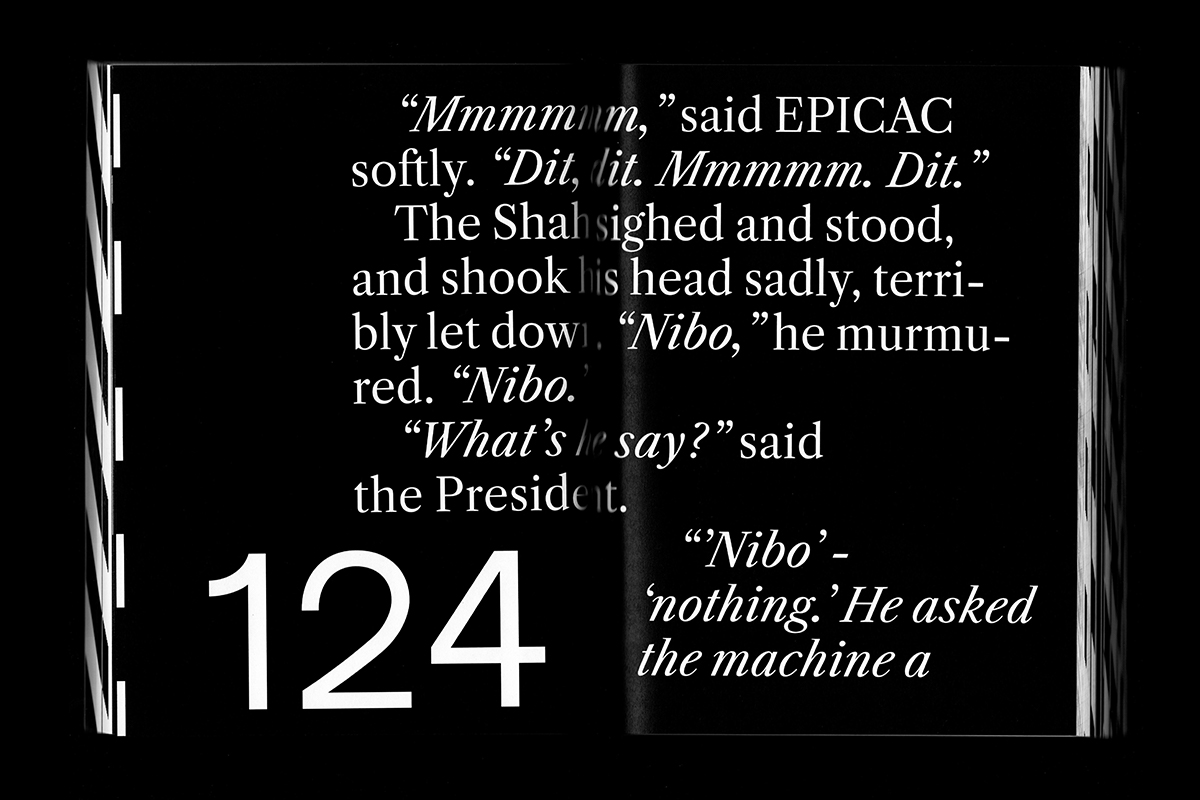 “Mmmmmm,” said EPICAC
softly. “Dit, dit. Mmmmm. Dit.”
The Shah sighed and stood,
and shook his head sadly, terri-
bly let down. “Nibo,” he murmu-
red. “Nibo.”
“What’s he say?” said
the President.
“’Nibo’ -
‘nothing.’ He asked
the machine a
124